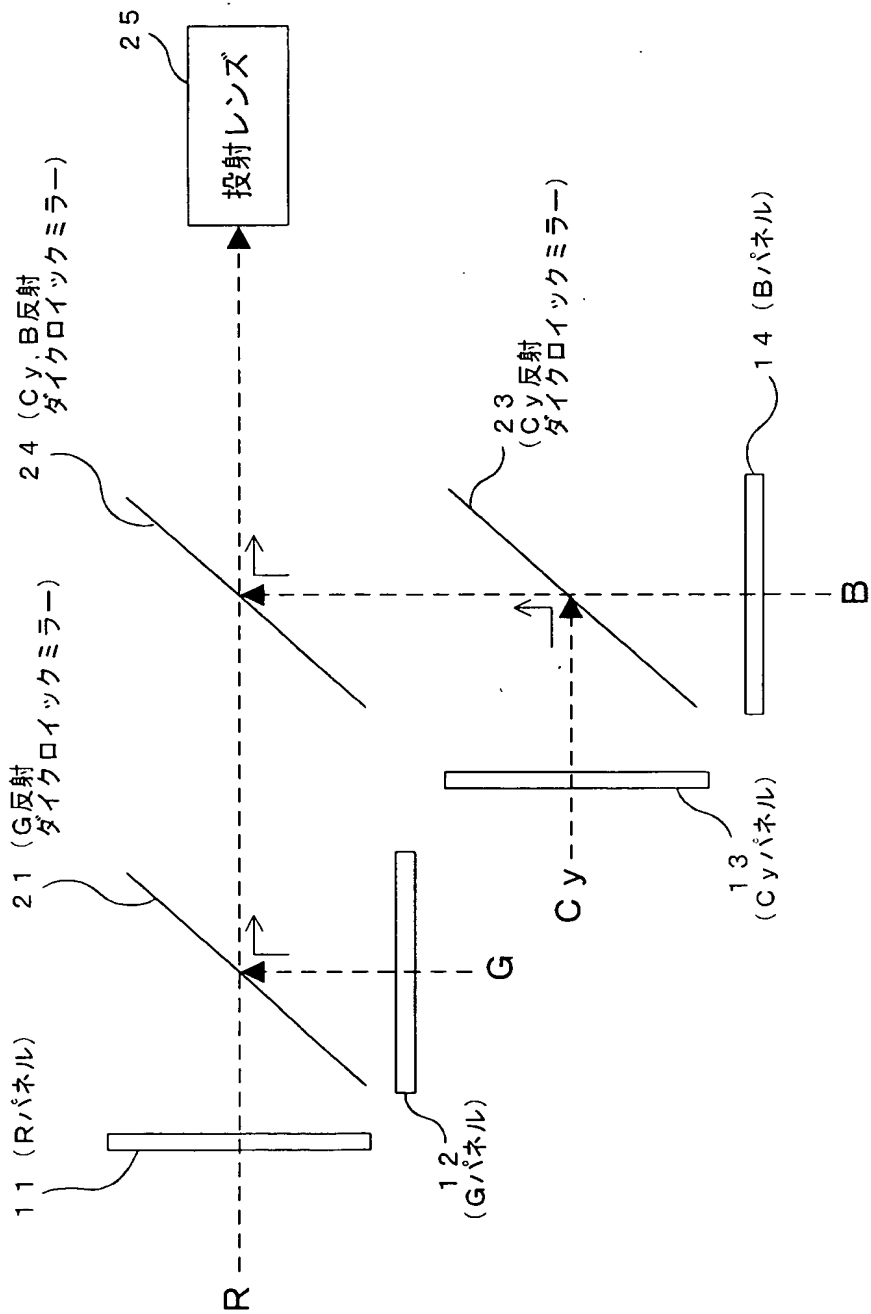 25
投射レンズ
24 (Cy, B反射
ダイクロイックミラー)
21 (G反射
ダイクロイックミラー)
23
(Cy反射
ダイクロイックミラー)
11 (Rパネル)
R
12
(Gパネル)
G
Cy
13
(Cyパネル)
14 (Bパネル)
B